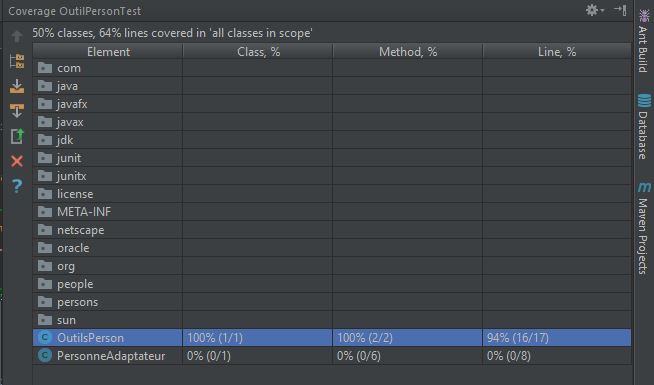 Coverage OutilPersonTest
50% classes, 64% lines covered in 'all classes in scope'
Element Class, % Method, % Line, %
com
java
javafx
javax
jdk
junit
junitx
license
META-INF
netscape
oracle
org
people
persons
sun
OutilsPerson 100% (1/1) 100% (2/2) 94% (16/17)
PersonneAdaptateur 0% (0/1) 0% (0/6) 0% (0/8)
Ant Build
Database
Maven Projects